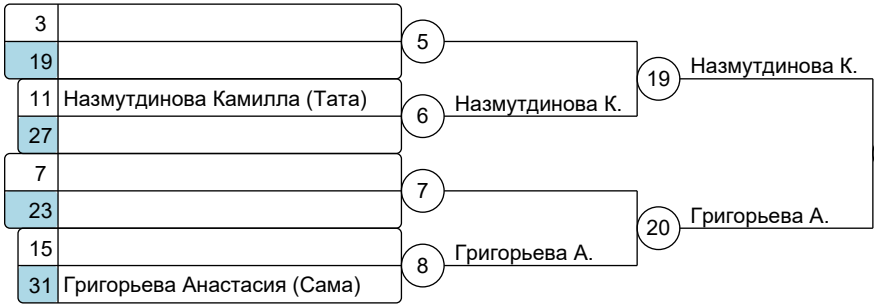 3
5
19
19
Назмутдинова К.
11 Назмутдинова Камилла (Тата)
6
Назмутдинова К.
27
7
7
23
20
Григорьева А.
15
8
Григорьева А.
31 Григорьева Анастасия (Сама)